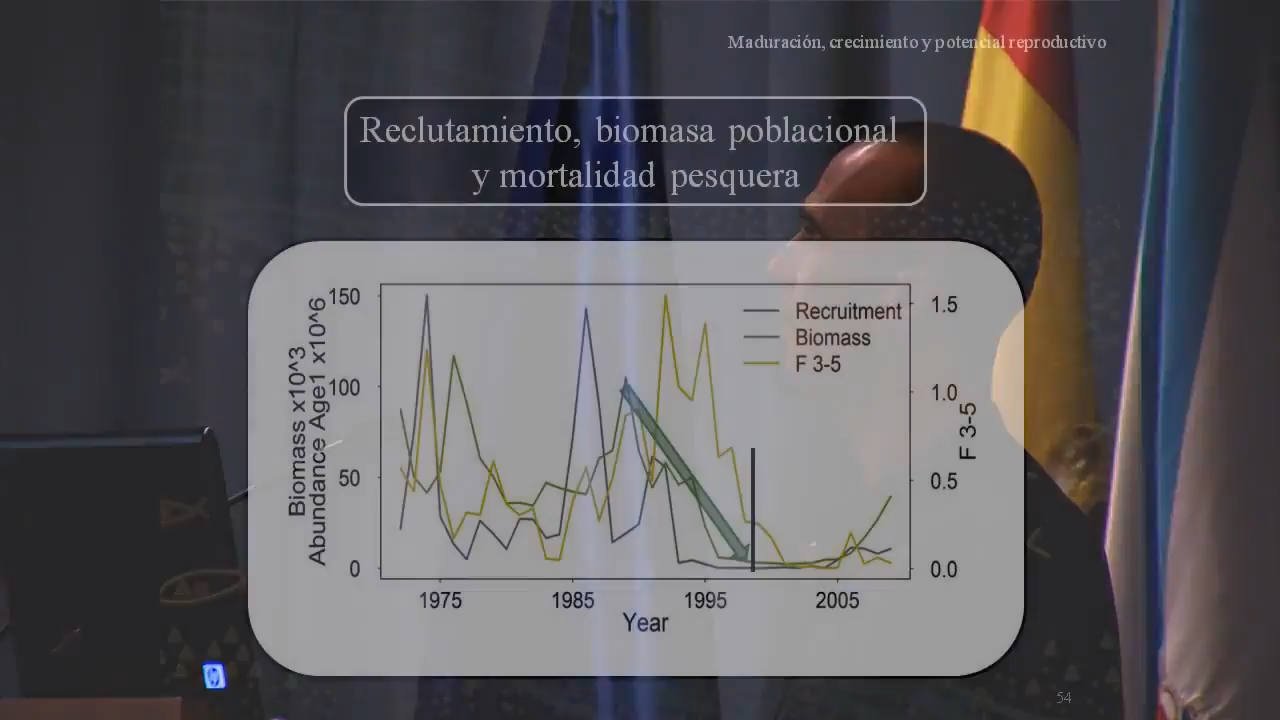 Maduración, crecimiento y potencial reproductivo
Reclutamiento, biomasa poblacional
y mortalidad pesquera
Biomass x10^3
Abundance Age1 x10^6
150
100
50
0
Recruitment
Biomass
F 3-5
1.5
1.0
0.5
0.0
F 3-5
1975
1985
1995
2005
Year
hp
54